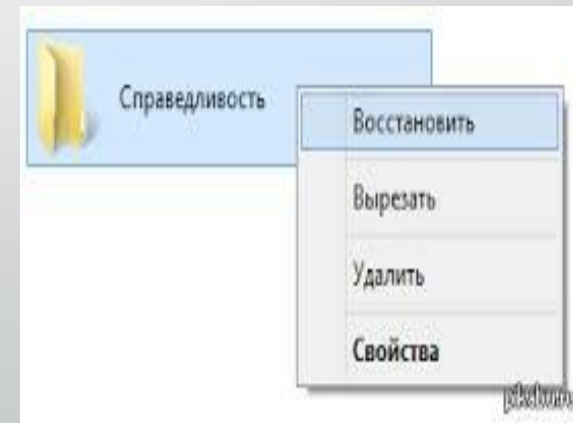 Справедливость
Восстановить
Вырезать
Удалить
Свойства